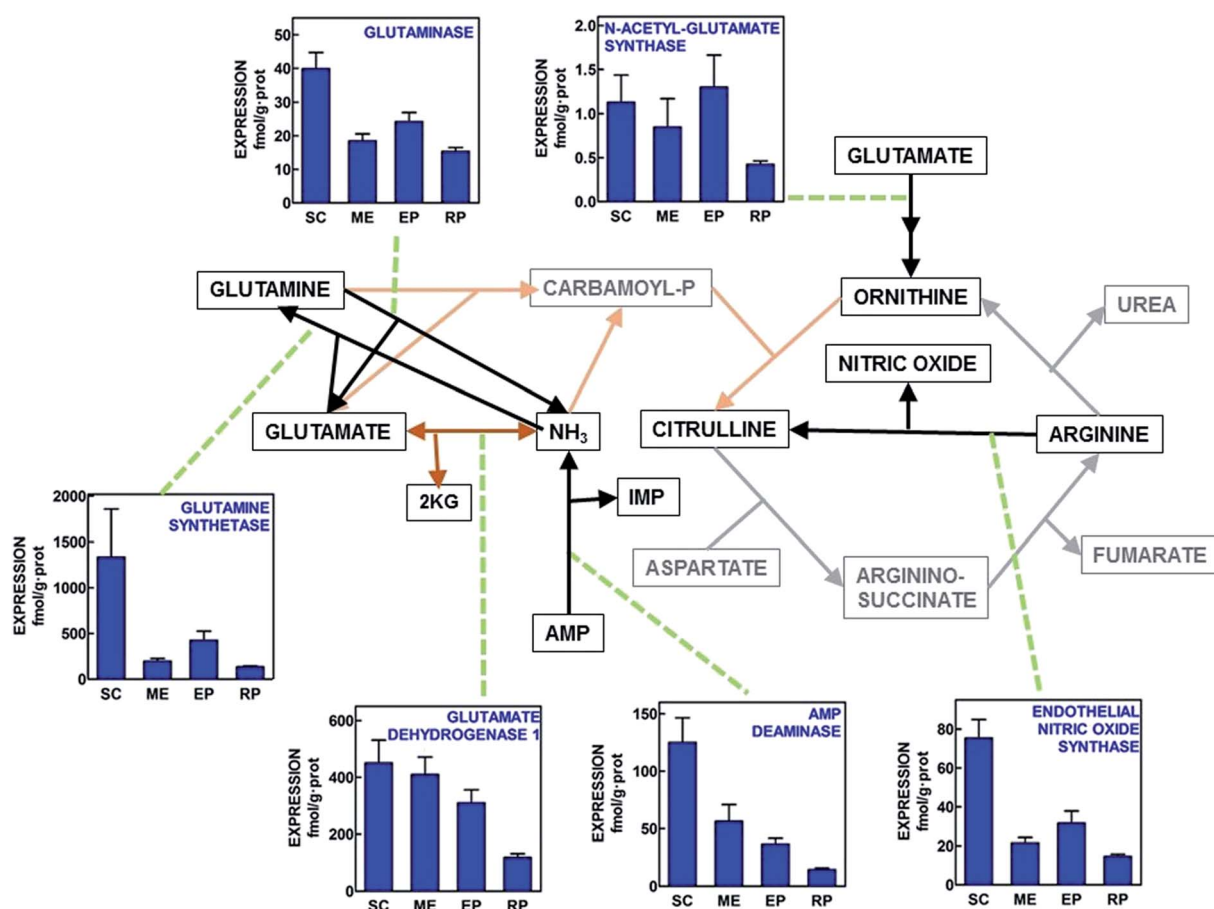 GLUTAMINASE
EXPRESSION
fmol/g·prot
50
40
30
20
10
0
SC ME EP RP
N-ACETYL-GLUTAMATE
SYNTHASE
EXPRESSION
fmol/g·prot
2.0
1.5
1.0
0.5
0.0
SC ME EP RP
GLUTAMATE
GLUTAMINE
CARBAMOYL-P
ORNITHINE
UREA
NITRIC OXIDE
GLUTAMATE
NH₃
CITRULLINE
ARGININE
2KG
IMP
ASPARTATE
ARGININO-
SUCCINATE
FUMARATE
AMP
GLUTAMINE
SYNTHETASE
EXPRESSION
fmol/g·prot
2000
1500
1000
500
0
SC ME EP RP
GLUTAMATE
DEHYDROGENASE 1
EXPRESSION
fmol/g·prot
600
400
200
0
SC ME EP RP
AMP
DEAMINASE
EXPRESSION
fmol/g·prot
150
100
50
0
SC ME EP RP
ENDOTHELIAL
NITRIC OXIDE
SYNTHASE
EXPRESSION
fmol/g·prot
80
60
40
20
0
SC ME EP RP